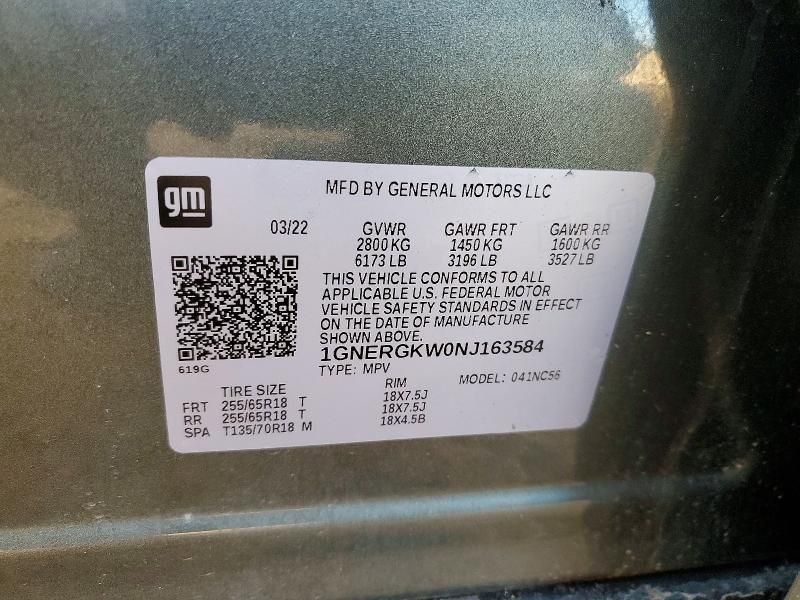 gm
MFD BY GENERAL MOTORS LLC
03/22 GVWR GAWR FRT GAWR RR
2800 KG 1450 KG 1600 KG
6173 LB 3196 LB 3527 LB
THIS VEHICLE CONFORMS TO ALL
APPLICABLE U.S. FEDERAL MOTOR
VEHICLE SAFETY STANDARDS IN EFFECT
ON THE DATE OF MANUFACTURE
SHOWN ABOVE.
1GNERGKW0NJ163584
619G
TYPE: MPV MODEL: 041NC56
TIRE SIZE RIM
FRT 255/65R18 T 18X7.5J
RR 255/65R18 T 18X7.5J
SPA T135/70R18 M 18X4.5B